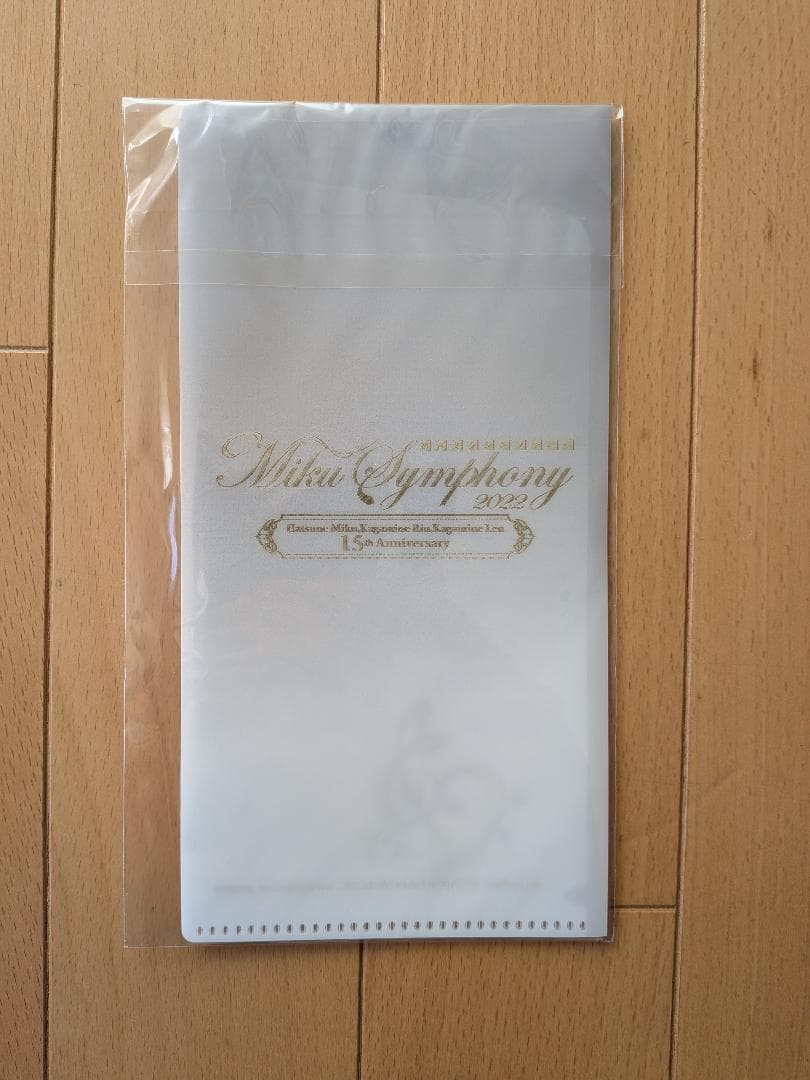 Miku Symphony
2022
Hatsune Miku,Kagamine Rin,Kagamine Len
15th Anniversary